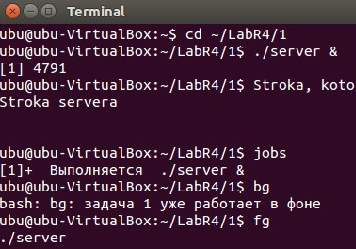 Terminal
ubu@ubu-VirtualBox:~$ cd ~/LabR4/1
ubu@ubu-VirtualBox:~/LabR4/1$ ./server &
[1] 4791
ubu@ubu-VirtualBox:~/LabR4/1$ Stroka, koto
Stroka servera
ubu@ubu-VirtualBox:~/LabR4/1$ jobs
[1]+  Выполняется  ./server &
ubu@ubu-VirtualBox:~/LabR4/1$ bg
bash: bg: задача 1 уже работает в фоне
ubu@ubu-VirtualBox:~/LabR4/1$ fg
./server